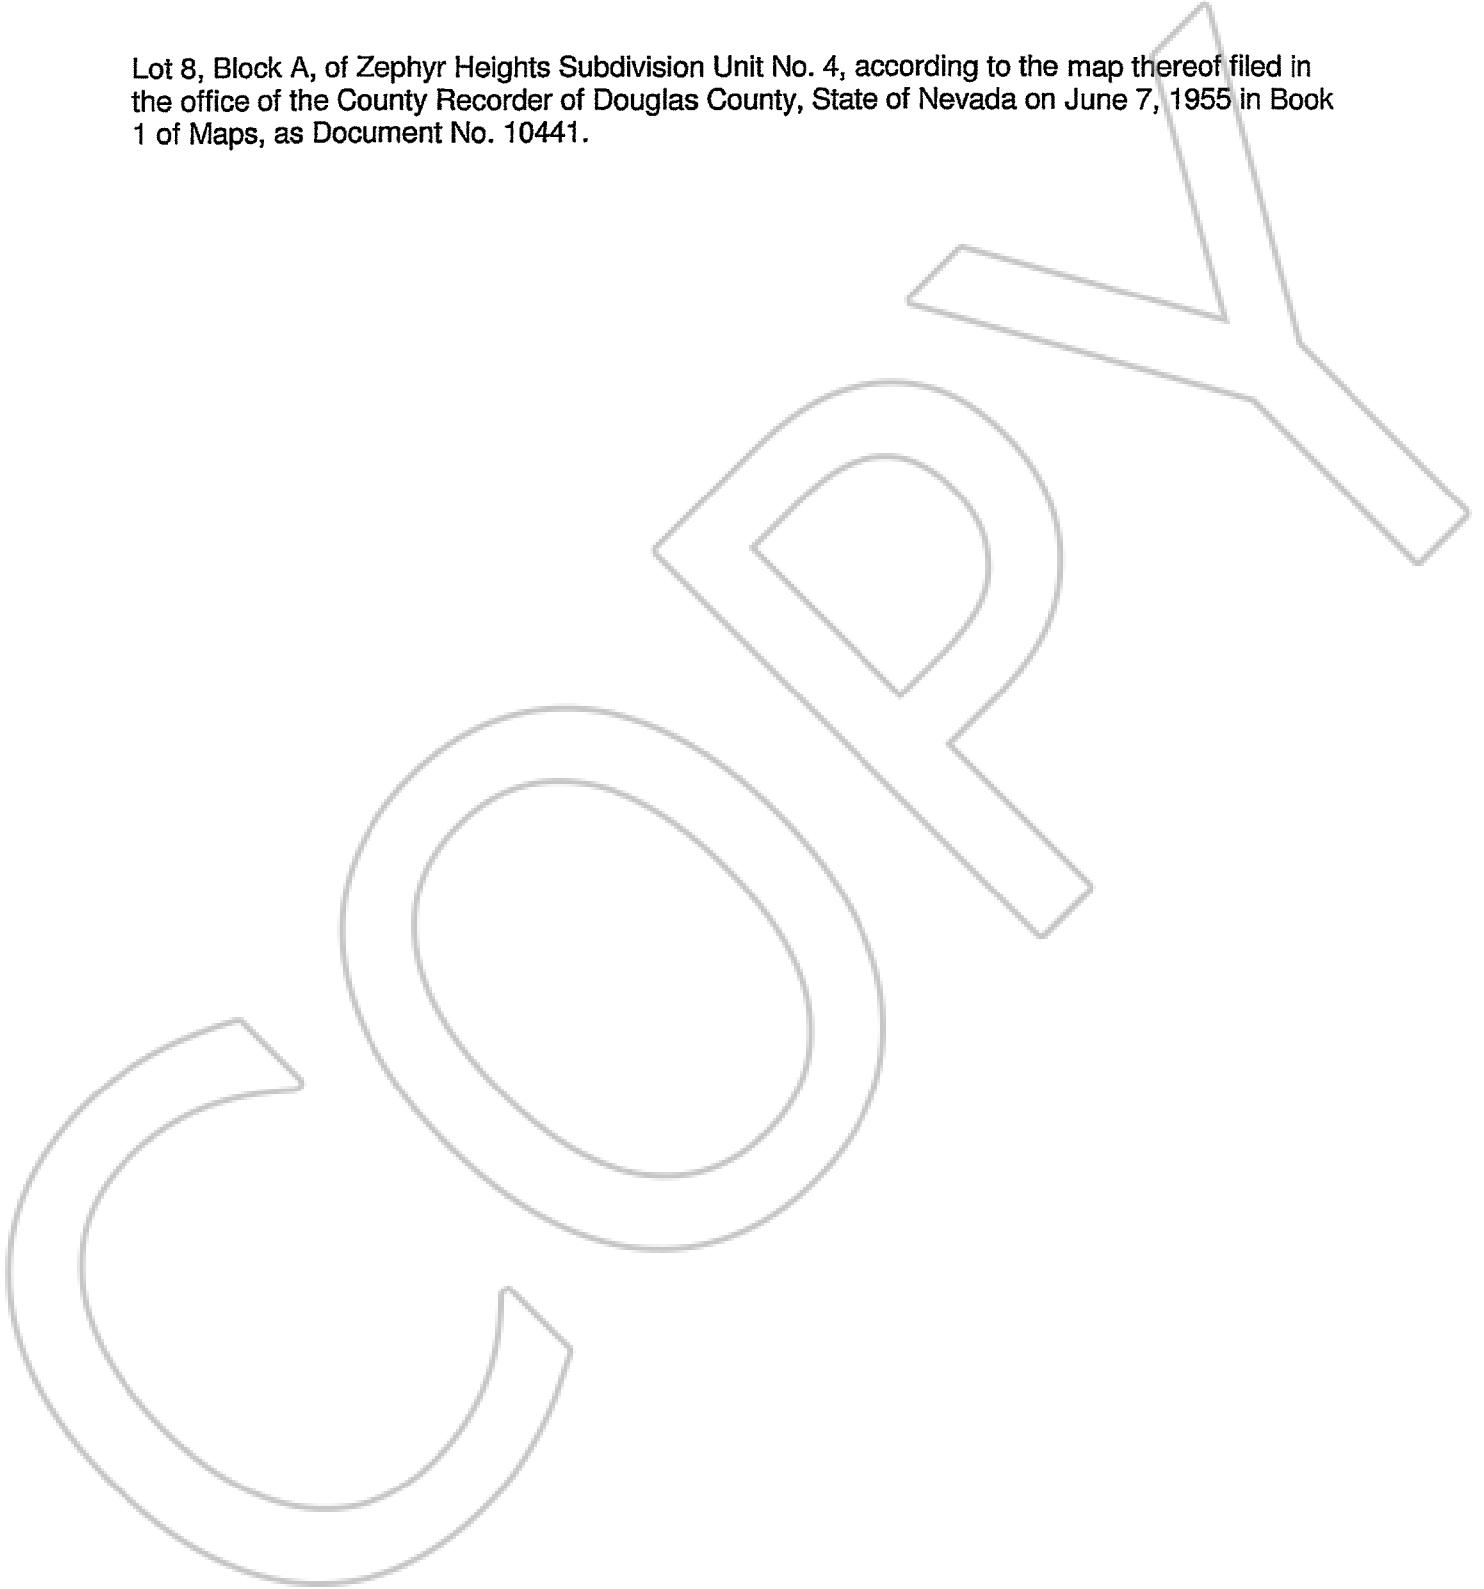 Lot 8, Block A, of Zephyr Heights Subdivision Unit No. 4, according to the map thereof filed in
the office of the County Recorder of Douglas County, State of Nevada on June 7, 1955 in Book
1 of Maps, as Document No. 10441.
COPY